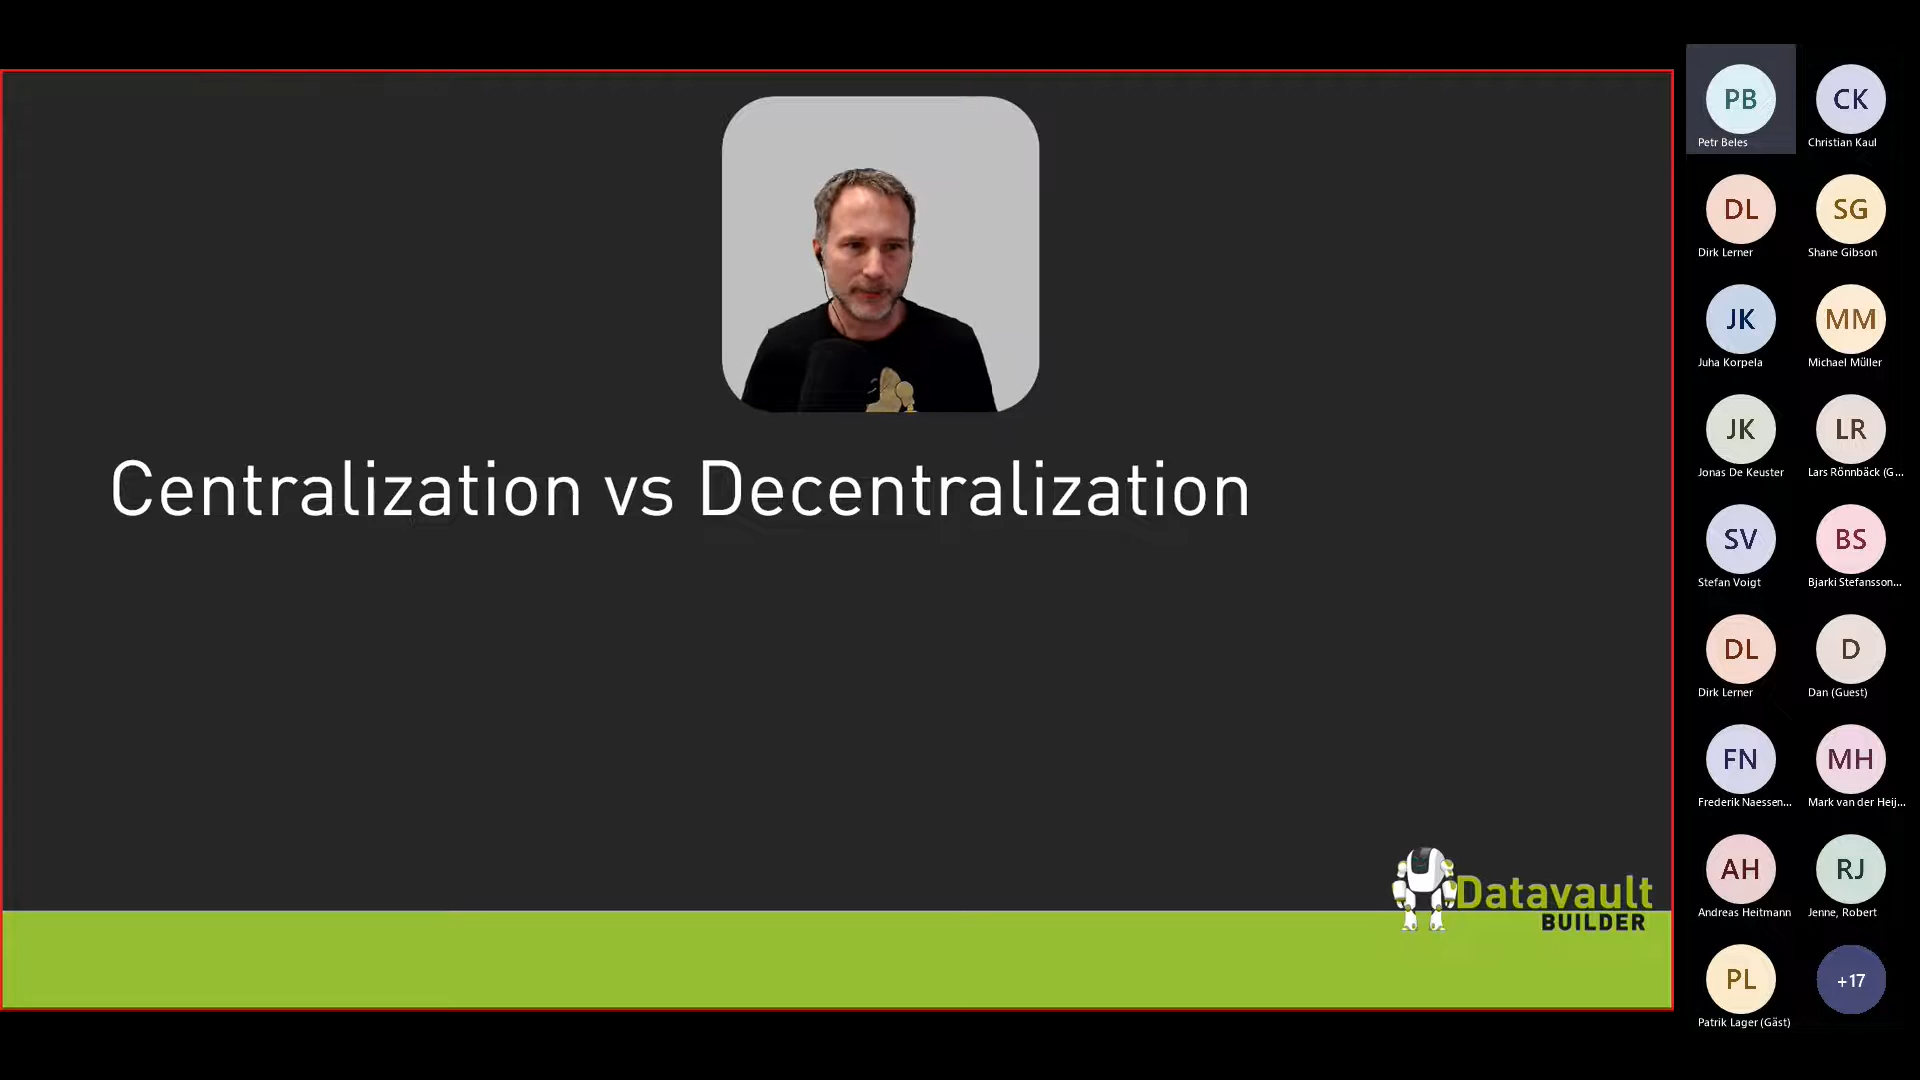 Centralization vs Decentralization
Datavault
BUILDER
PB
Petr Beles
CK
Christian Kaul
DL
Dirk Lerner
SG
Shane Gibson
JK
Juha Korpela
MM
Michael Müller
JK
Jonas De Keuster
LR
Lars Rönnbäck (G...
SV
Stefan Voigt
BS
Bjarki Stefansson...
DL
Dirk Lerner
D
Dan (Guest)
FN
Frederik Naessen...
MH
Mark van der Heij...
AH
Andreas Heitmann
RJ
Jenne, Robert
PL
Patrik Lager (Gäst)
+17